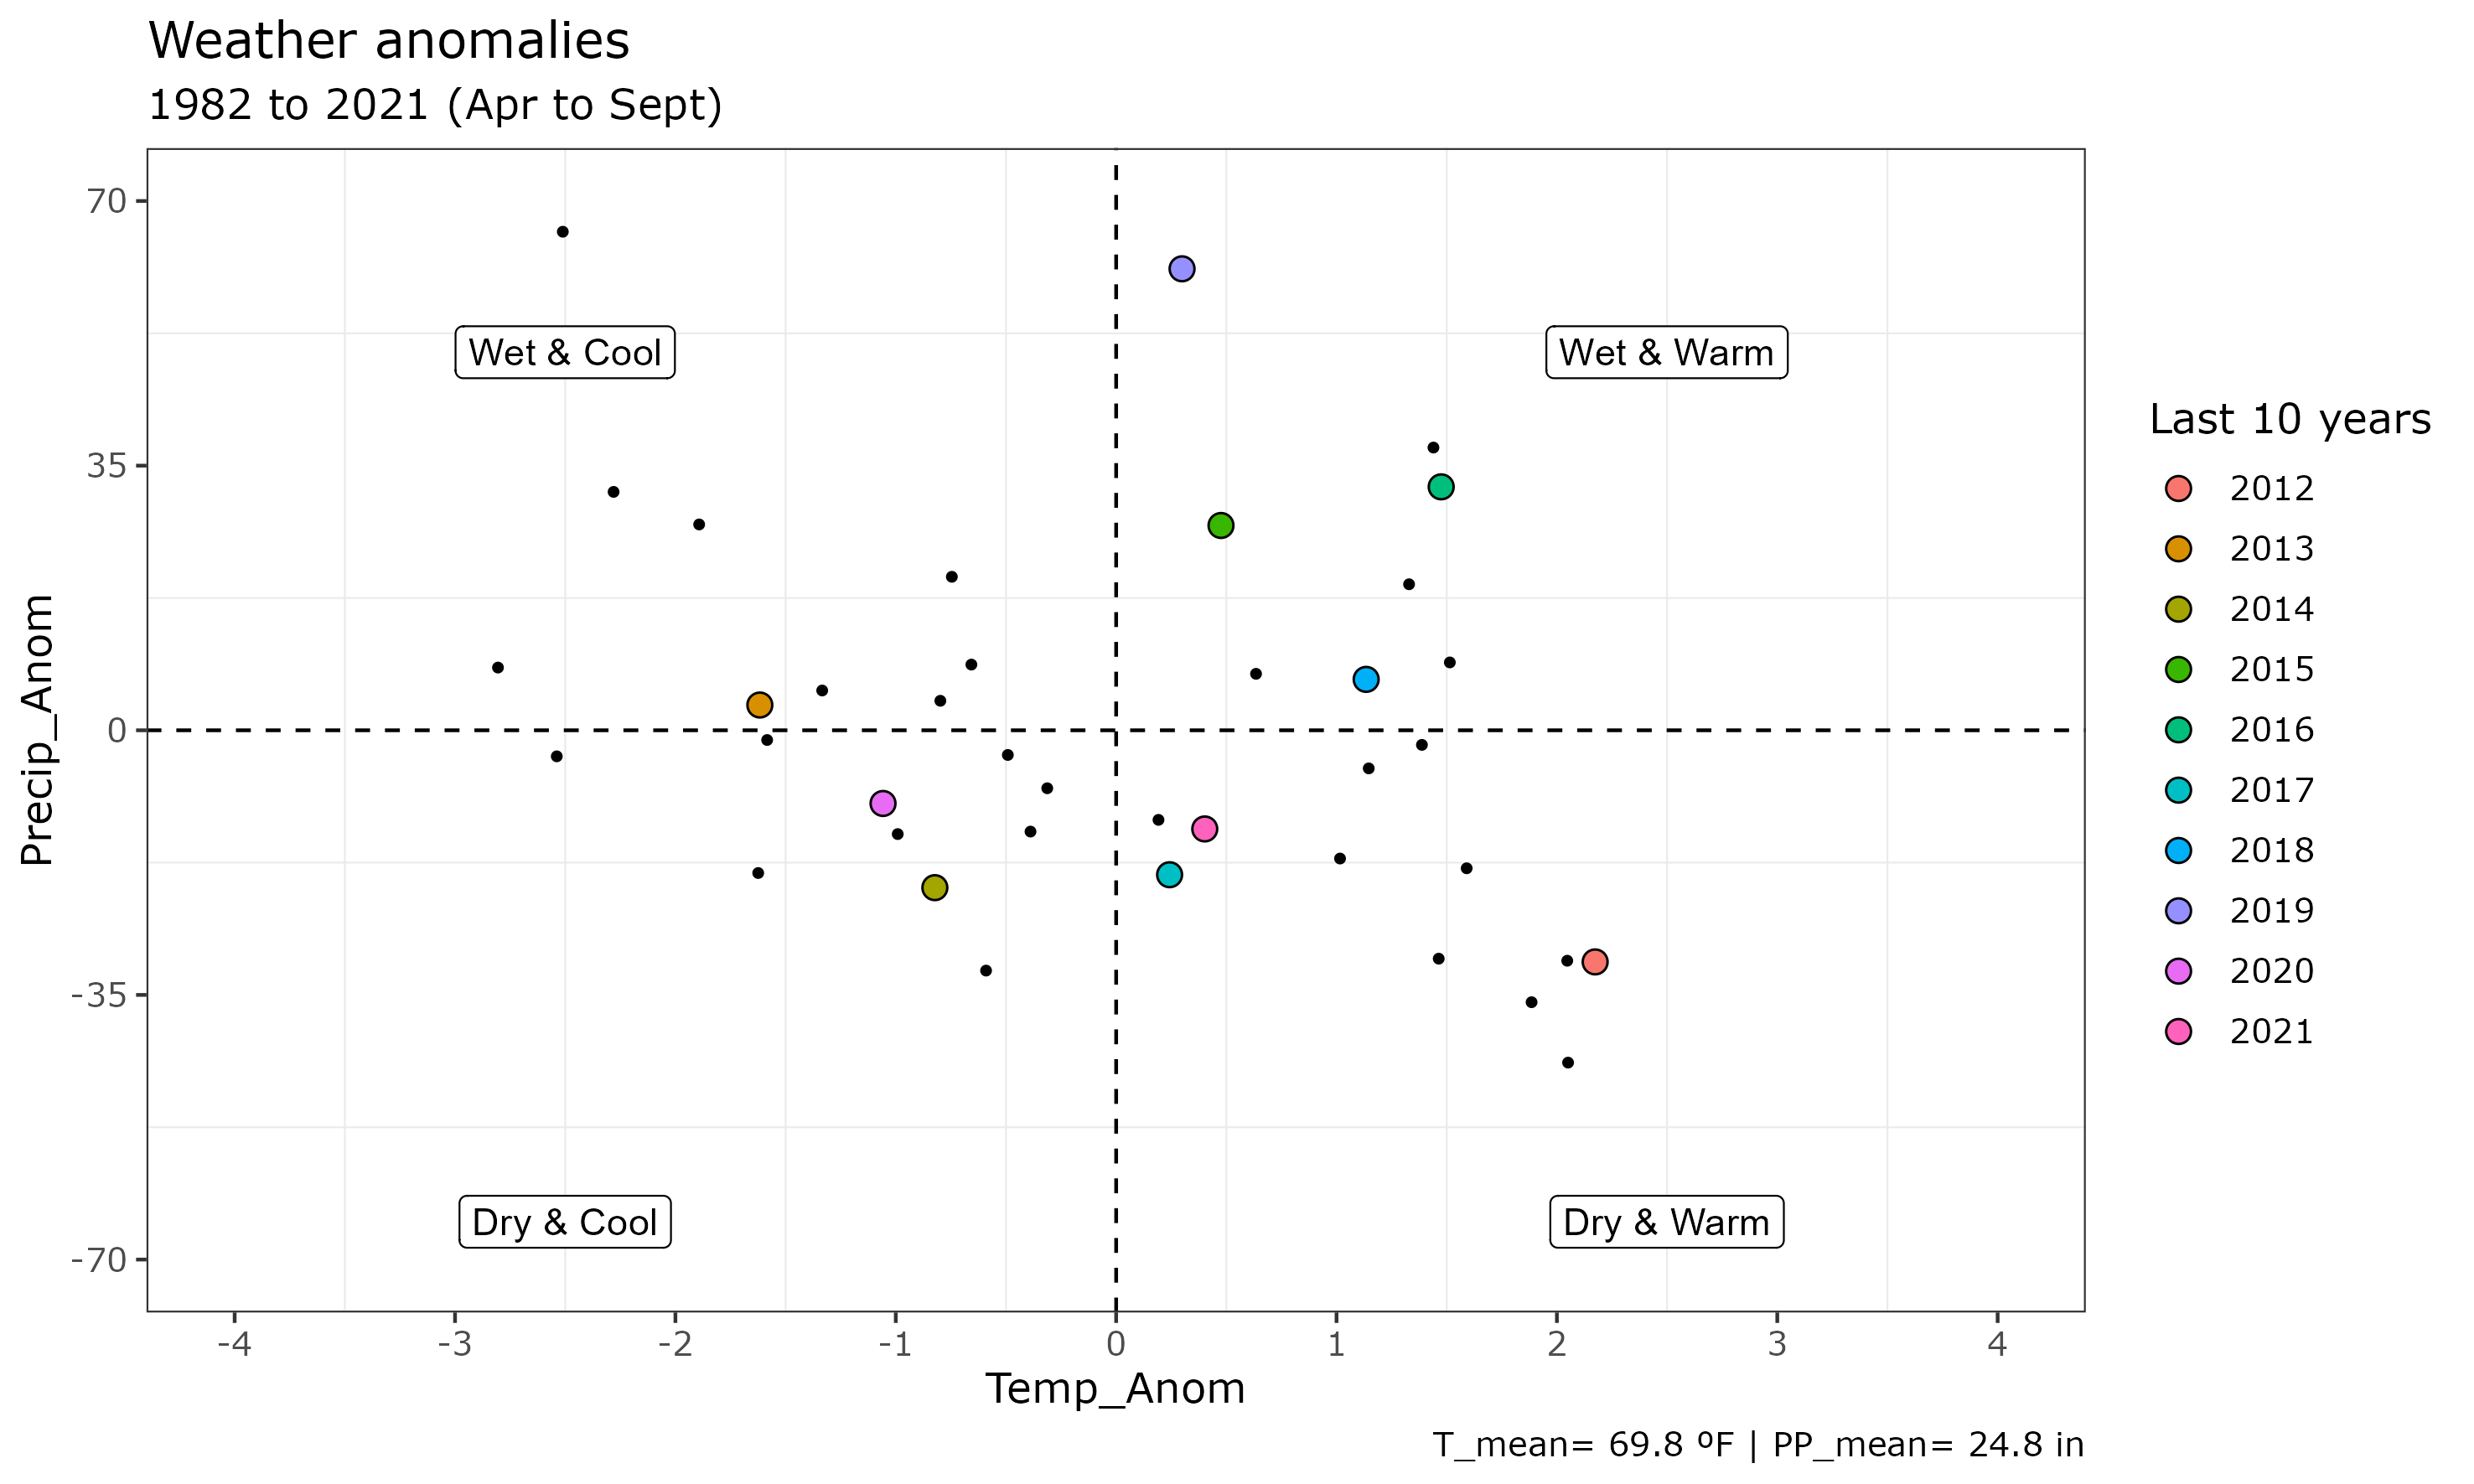 Weather anomalies
1982 to 2021 (Apr to Sept)
70
35
0
-35
-70
Precip_Anom
Wet & Cool
Wet & Warm
Dry & Cool
Dry & Warm
-4 -3 -2 -1 0 1 2 3 4
Temp_Anom
T_mean= 69.8 ºF | PP_mean= 24.8 in
Last 10 years
2012
2013
2014
2015
2016
2017
2018
2019
2020
2021